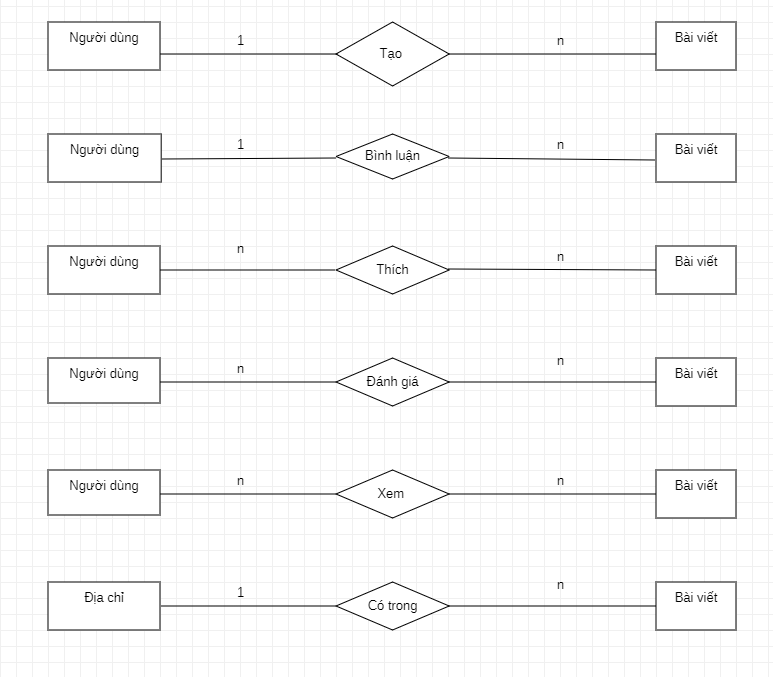 Người dùng 1 Tạo n Bài viết
Người dùng 1 Bình luận n Bài viết
Người dùng n Thích n Bài viết
Người dùng n Đánh giá n Bài viết
Người dùng n Xem n Bài viết
Địa chỉ 1 Có trong n Bài viết